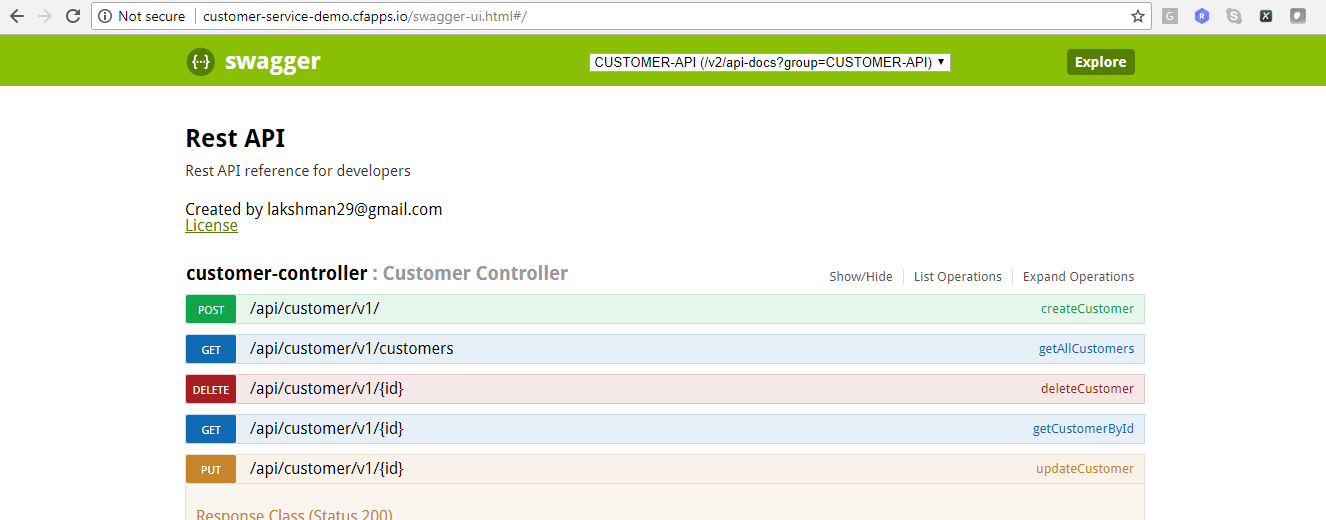 Not secure | customer-service-demo.cfapps.io/swagger-ui.html#/
G R S X
{··} swagger CUSTOMER-API (/v2/api-docs?group=CUSTOMER-API) Explore
Rest API
Rest API reference for developers
Created by lakshman29@gmail.com
License
customer-controller : Customer Controller Show/Hide List Operations Expand Operations
POST /api/customer/v1/ createCustomer
GET /api/customer/v1/customers getAllCustomers
DELETE /api/customer/v1/{id} deleteCustomer
GET /api/customer/v1/{id} getCustomerById
PUT /api/customer/v1/{id} updateCustomer
Response Class (Status 200)